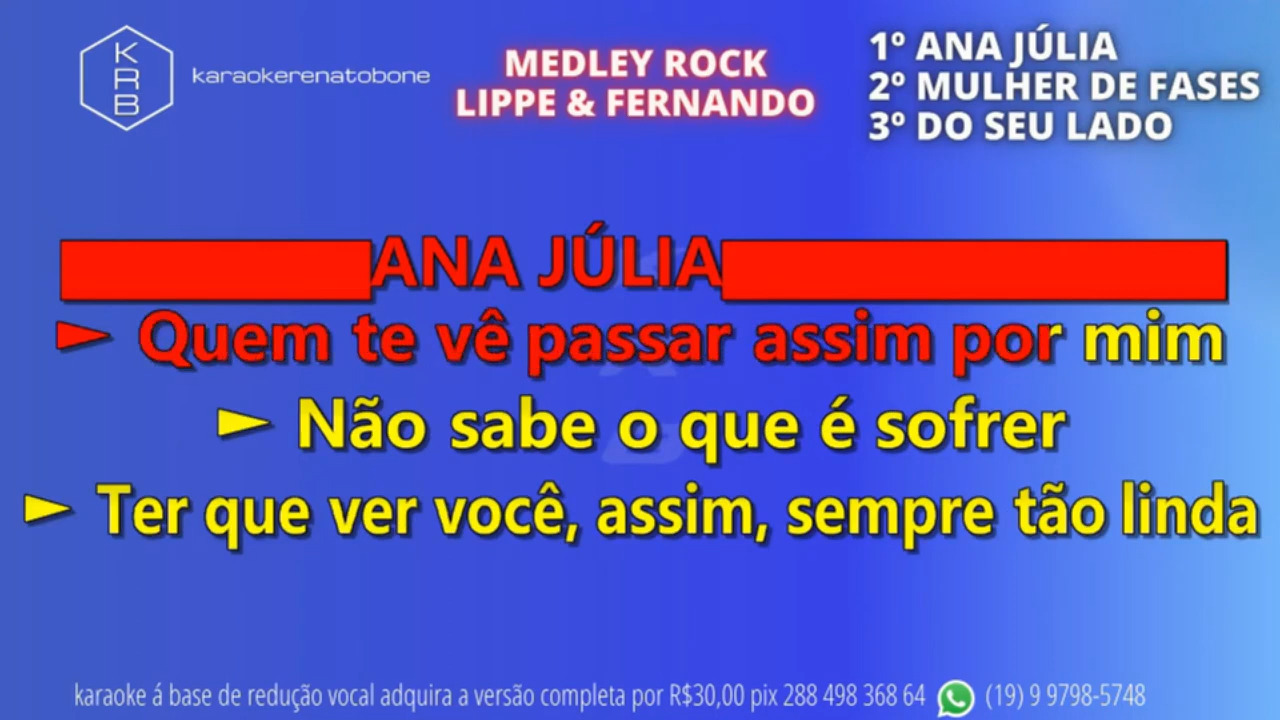 KRB
karaokerenatobone
MEDLEY ROCK
LIPPE & FERNANDO
1º ANA JÚLIA
2º MULHER DE FASES
3º DO SEU LADO
ANA JÚLIA
► Quem te vê passar assim por mim
► Não sabe o que é sofrer
► Ter que ver você, assim, sempre tão linda
karaoke á base de redução vocal adquira a versão completa por R$30,00 pix 288 498 368 64 (19) 9 9798-5748